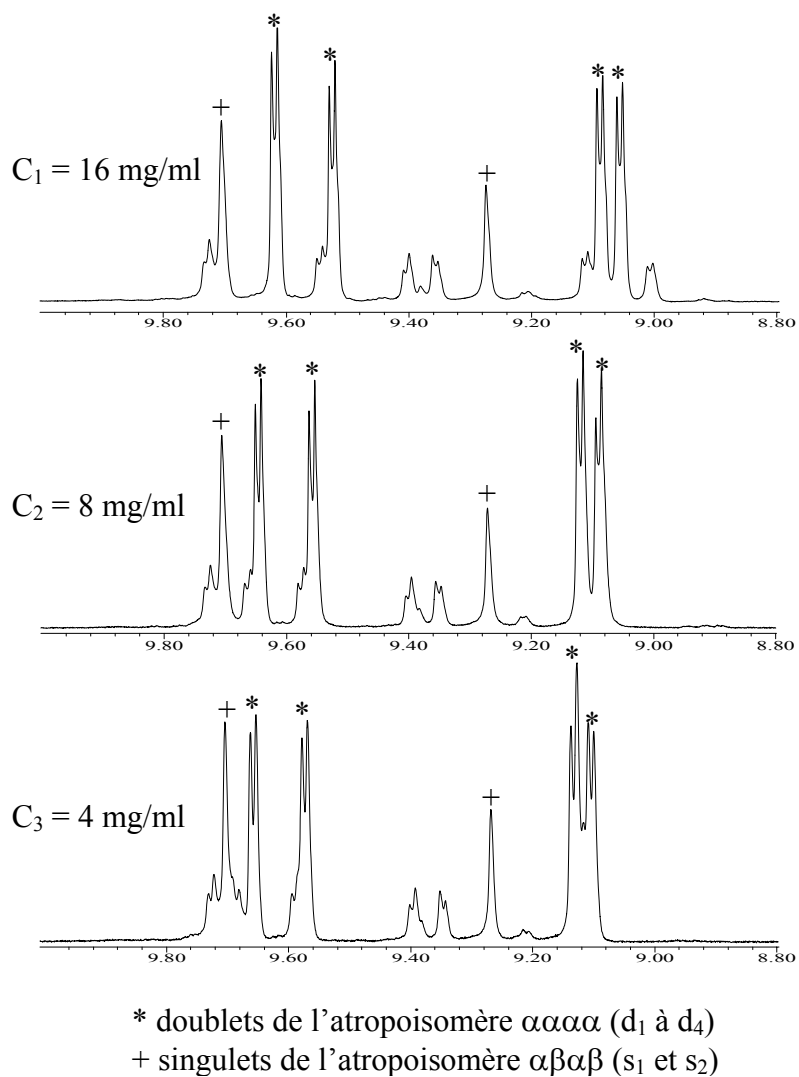 * *
+ * *
+
C₁ = 16 mg/ml
9.80 9.60 9.40 9.20 9.00 8.80
* * * *
+
+
C₂ = 8 mg/ml
9.80 9.60 9.40 9.20 9.00 8.80
*
+ * * *
+
C₃ = 4 mg/ml
9.80 9.60 9.40 9.20 9.00 8.80
* doublets de l’atropoisomère αααα (d₁ à d₄)
+ singulets de l’atropoisomère αβαβ (s₁ et s₂)